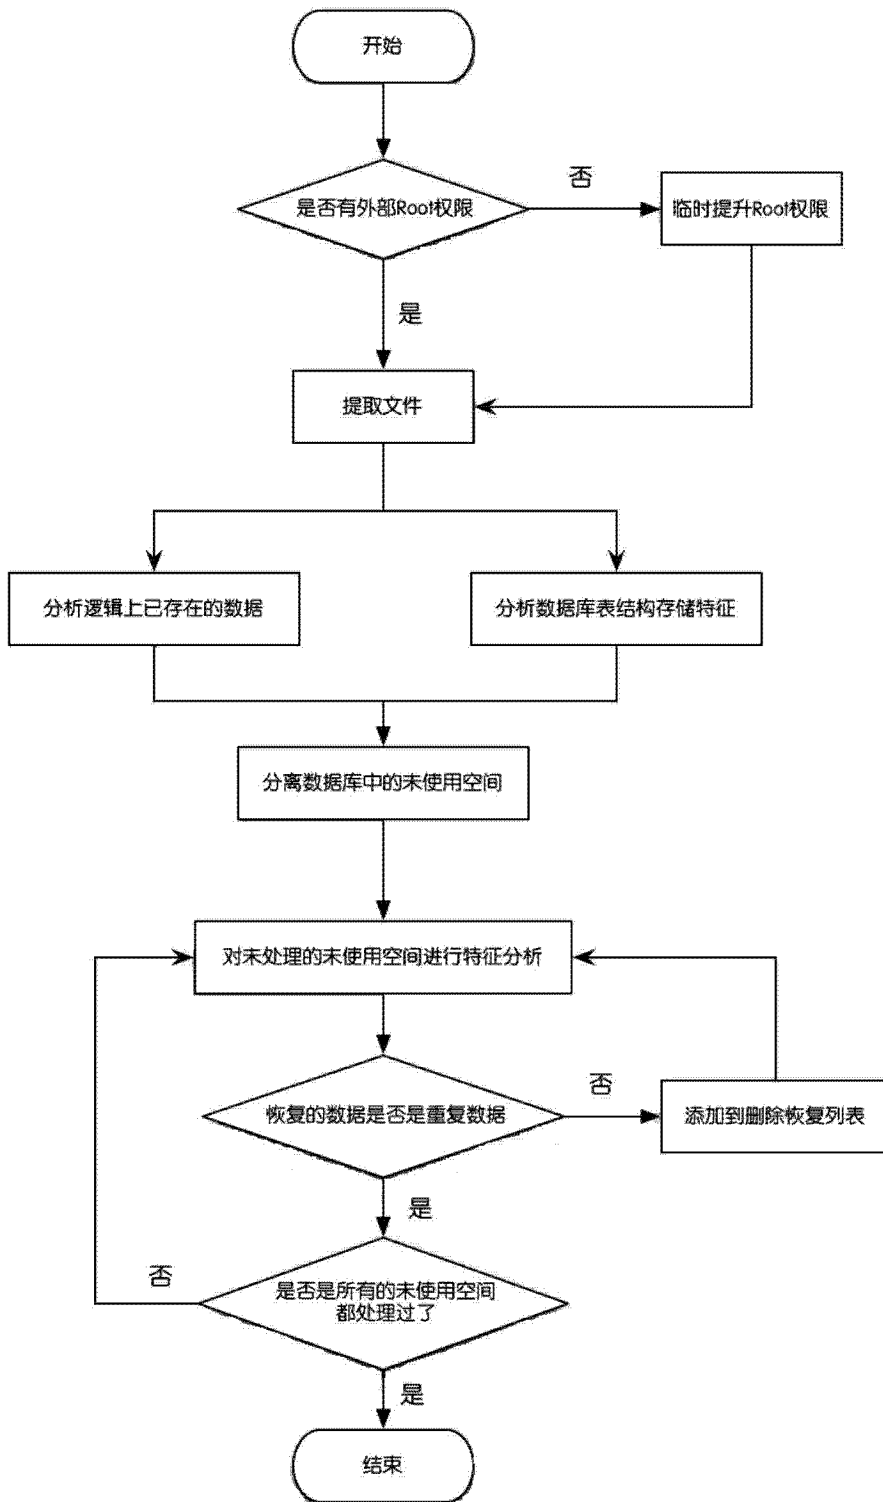 开始
是否有外部Root权限
否
临时提升Root权限
是
提取文件
分析逻辑上已存在的数据
分析数据库表结构存储特征
分离数据库中的未使用空间
对未处理的未使用空间进行特征分析
恢复的数据是否是重复数据
否
添加到删除恢复列表
是
否
是否是所有的未使用空间
都处理过了
是
结束